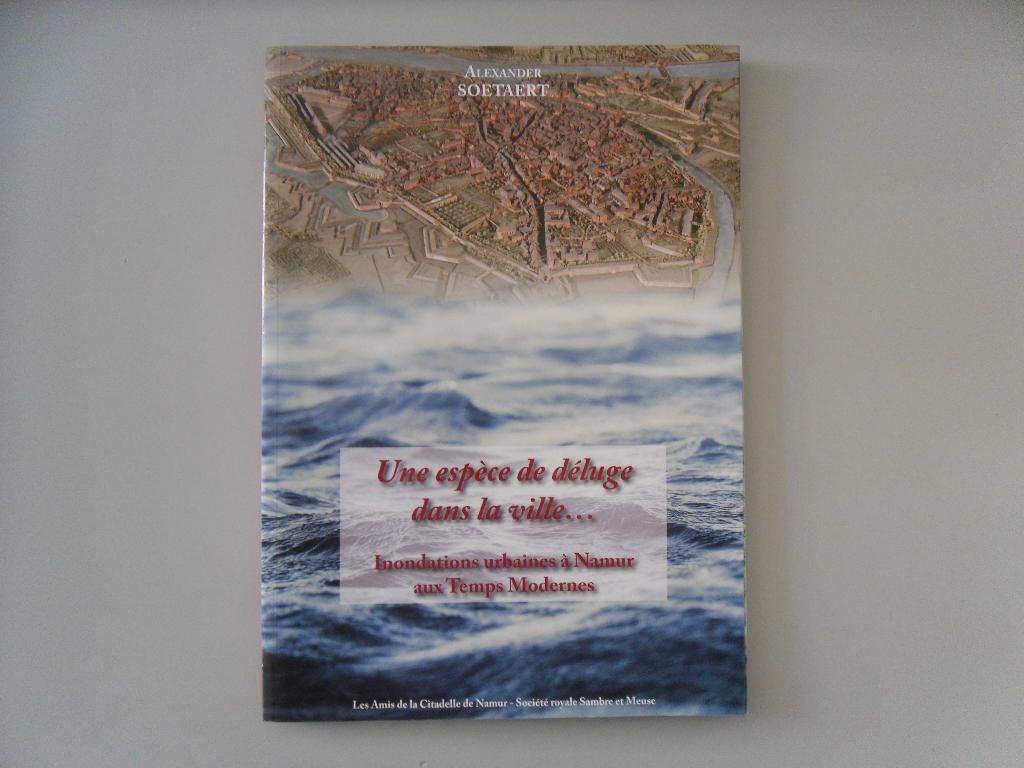 ALEXANDER
SOETAERT
Une espèce de déluge
dans la ville...
Inondations urbaines à Namur
aux Temps Modernes
Les Amis de la Citadelle de Namur - Société royale Sambre et Meuse